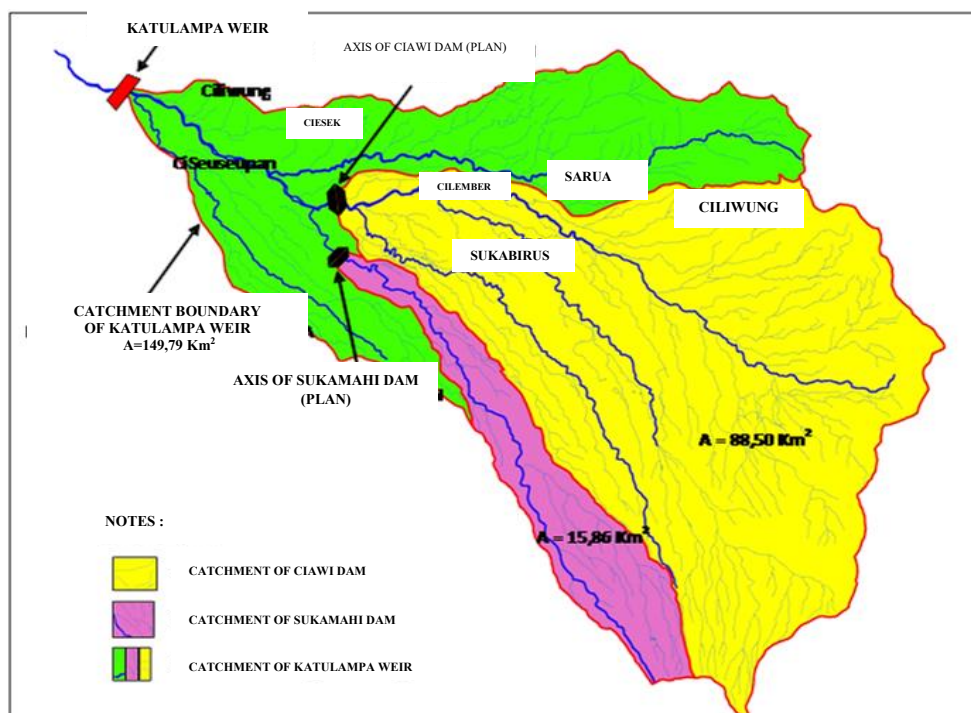 KATULAMPA WEIR
AXIS OF CIAWI DAM (PLAN)
Ciliwung
CIESEK
CiSeuseupan
SARUA
CILEMBER
CILIWUNG
SUKABIRUS
CATCHMENT BOUNDARY
OF KATULAMPA WEIR
A=149,79 Km²
AXIS OF SUKAMAHI DAM
(PLAN)
A = 88,50 Km²
A = 15,86 Km²
NOTES :
CATCHMENT OF CIAWI DAM
CATCHMENT OF SUKAMAHI DAM
CATCHMENT OF KATULAMPA WEIR